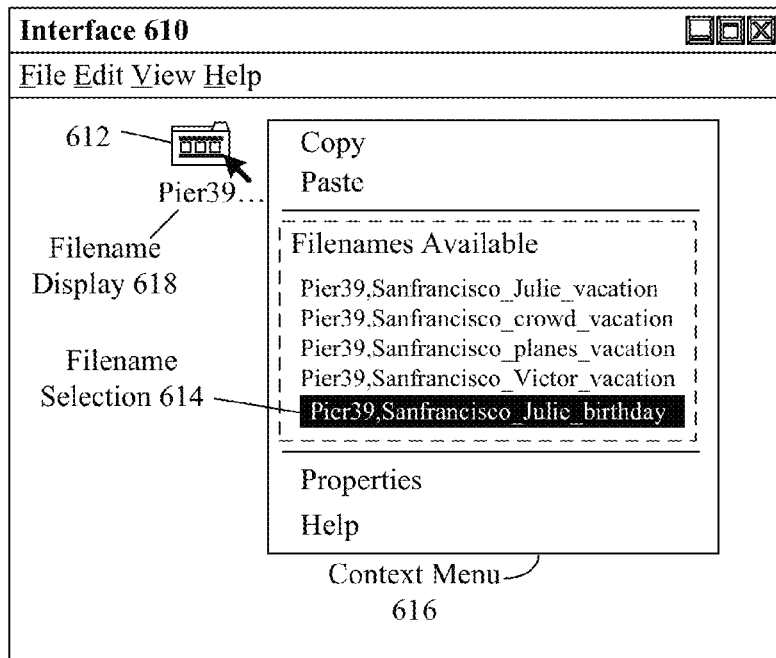 Interface 610
File Edit View Help
612
Pier39...
Filename
Display 618
Copy
Paste
Filenames Available
Pier39,Sanfrancisco_Julie_vacation
Pier39,Sanfrancisco_crowd_vacation
Pier39,Sanfrancisco_planes_vacation
Pier39,Sanfrancisco_Victor_vacation
Pier39,Sanfrancisco_Julie_birthday
Filename
Selection 614
Properties
Help
Context Menu
616